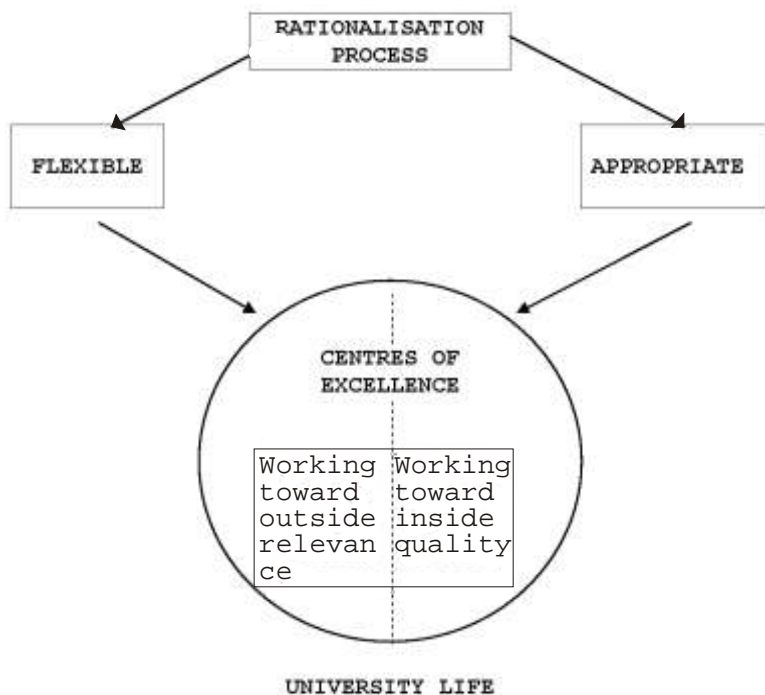 RATIONALISATION
PROCESS
FLEXIBLE
APPROPRIATE
CENTRES OF
EXCELLENCE
Working
toward
outside
relevan
ce
Working
toward
inside
quality
UNIVERSITY LIFE